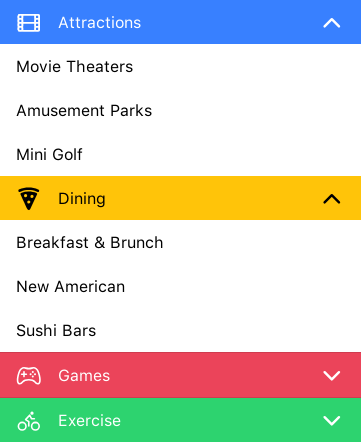 Attractions
Movie Theaters
Amusement Parks
Mini Golf
Dining
Breakfast & Brunch
New American
Sushi Bars
Games
Exercise